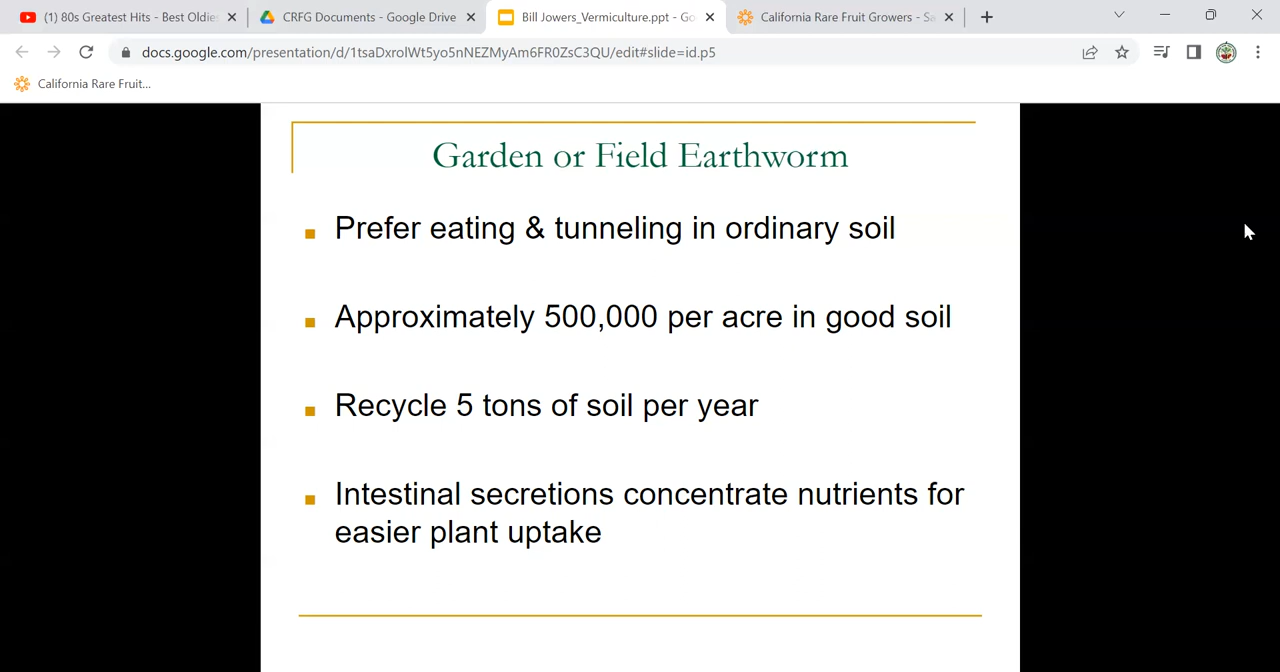 (1) 80s Greatest Hits - Best Oldie
CRFG Documents - Google Drive
Bill Jowers_Vermiculture.ppt - Go
California Rare Fruit Growers - Sa
docs.google.com/presentation/d/1tsaDxrolWt5yo5nNEZMyAm6FR0ZsC3QU/edit#slide=id.p5
California Rare Fruit...
Garden or Field Earthworm
Prefer eating & tunneling in ordinary soil
Approximately 500,000 per acre in good soil
Recycle 5 tons of soil per year
Intestinal secretions concentrate nutrients for
easier plant uptake